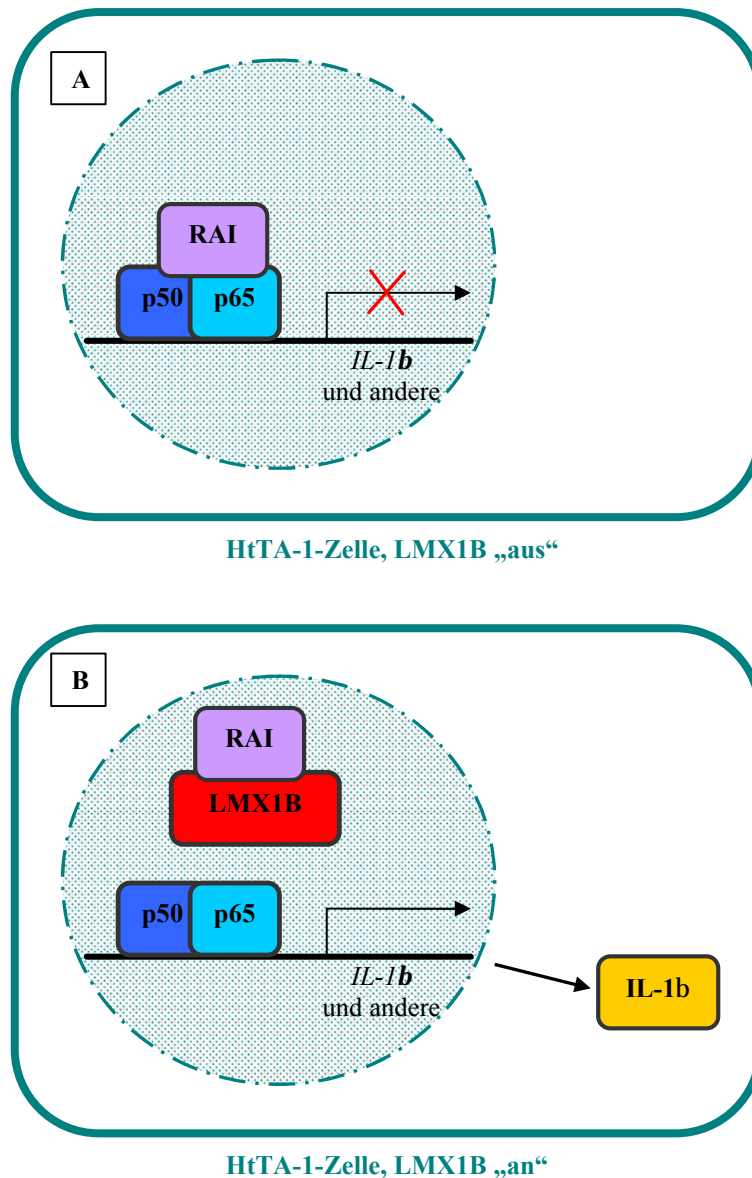 A
RAI
p50 p65
IL-1b
und andere
HtTA-1-Zelle, LMX1B „aus“
B
RAI
LMX1B
p50 p65
IL-1b
und andere
IL-1b
HtTA-1-Zelle, LMX1B „an“